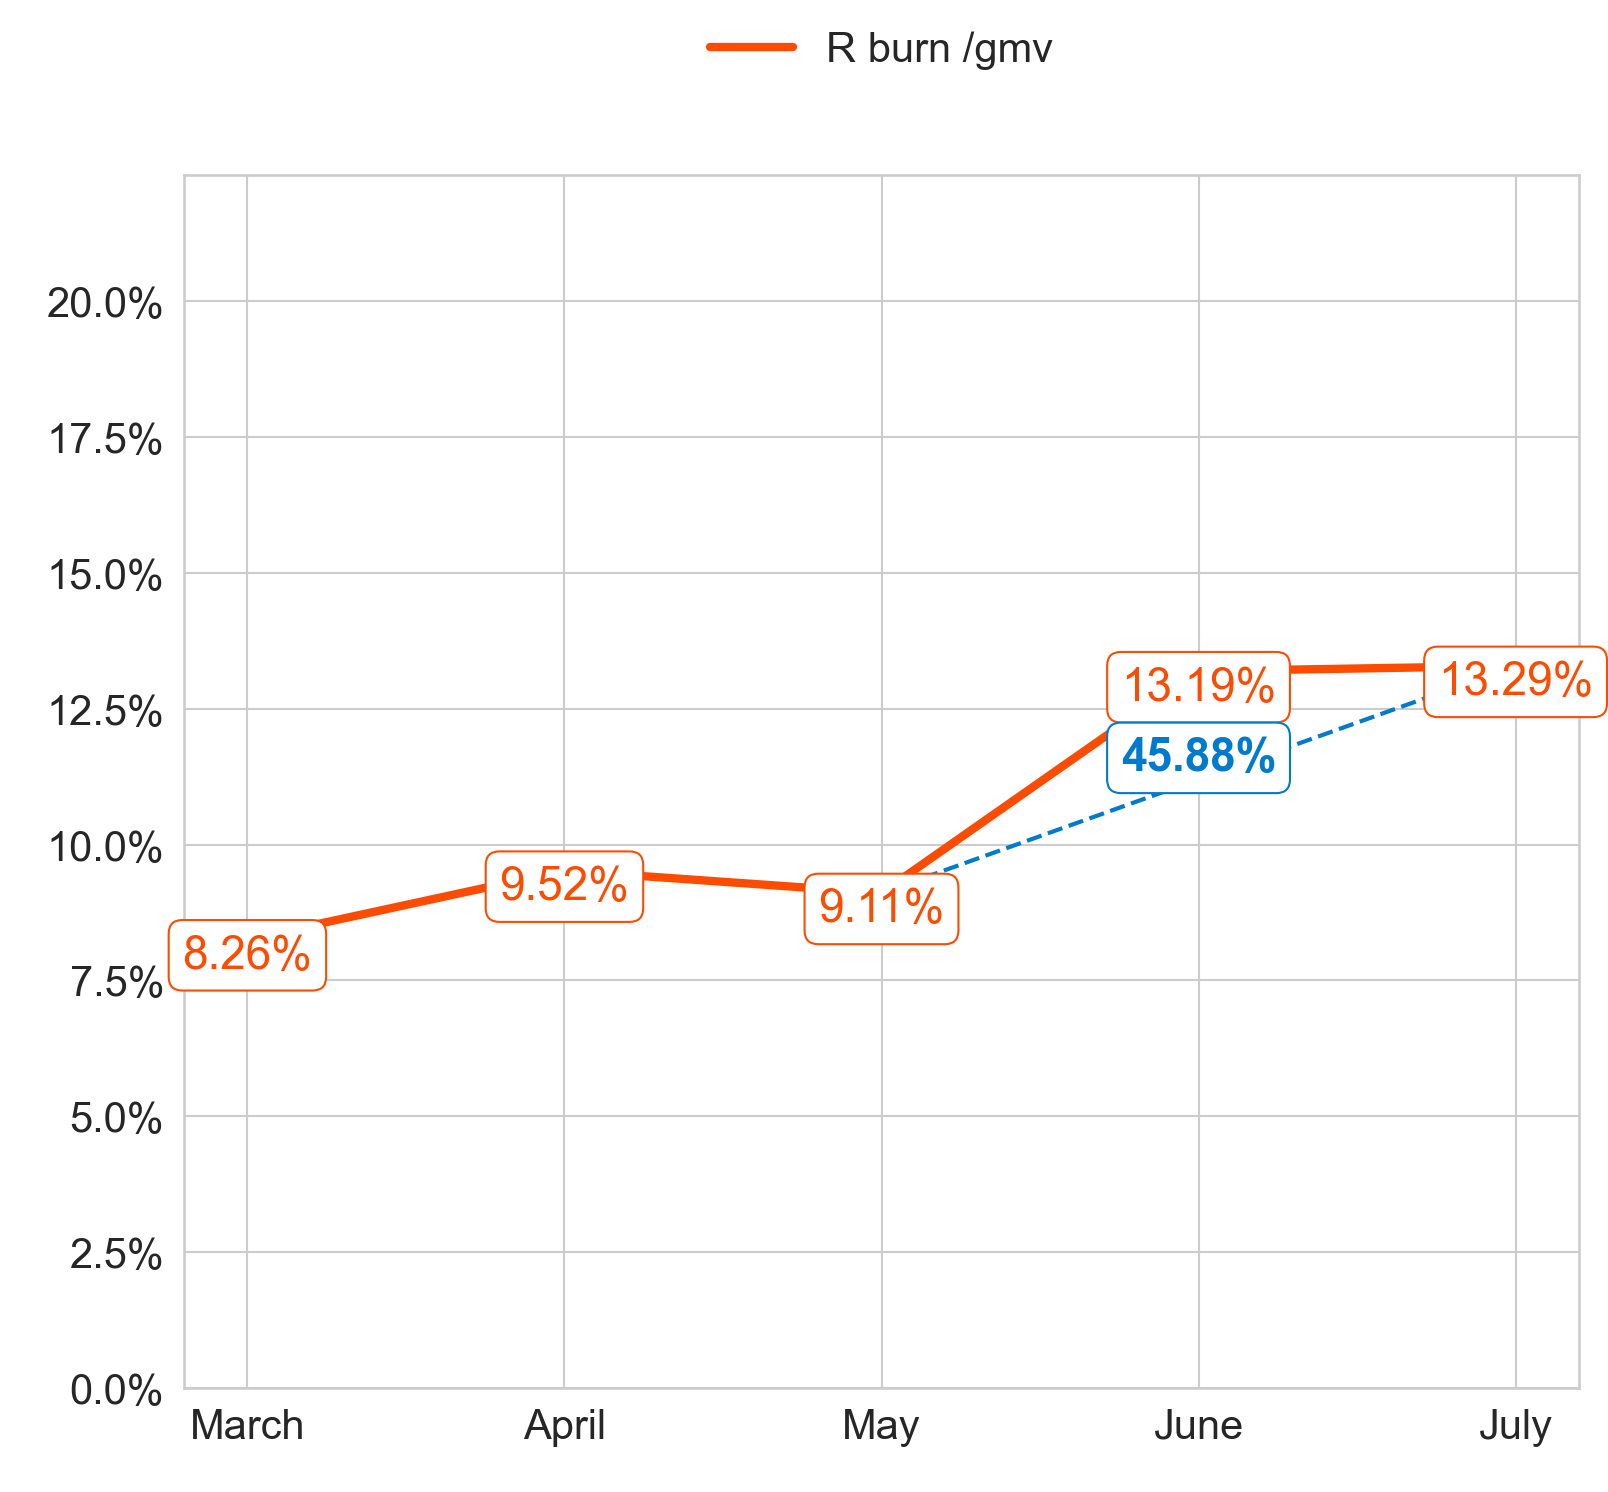 R burn /gmv
20.0%
17.5%
15.0%
12.5%
10.0%
7.5%
5.0%
2.5%
0.0%
8.26%
9.52%
9.11%
13.19%
45.88%
13.29%
March
April
May
June
July